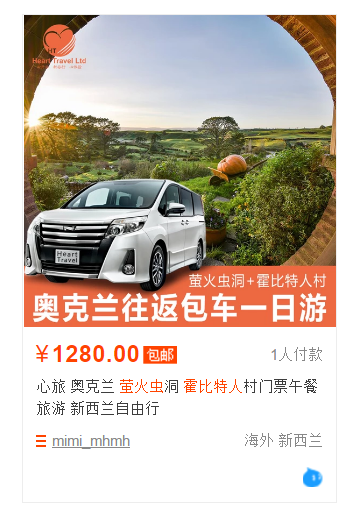 HT
Heart Travel Ltd
Heart
Travel
萤火虫洞+霍比特人村
奥克兰往返包车一日游
¥1280.00 包邮 1人付款
心旅 奥克兰 萤火虫洞 霍比特人村门票午餐
旅游 新西兰自由行
mimi_mhmh 海外 新西兰